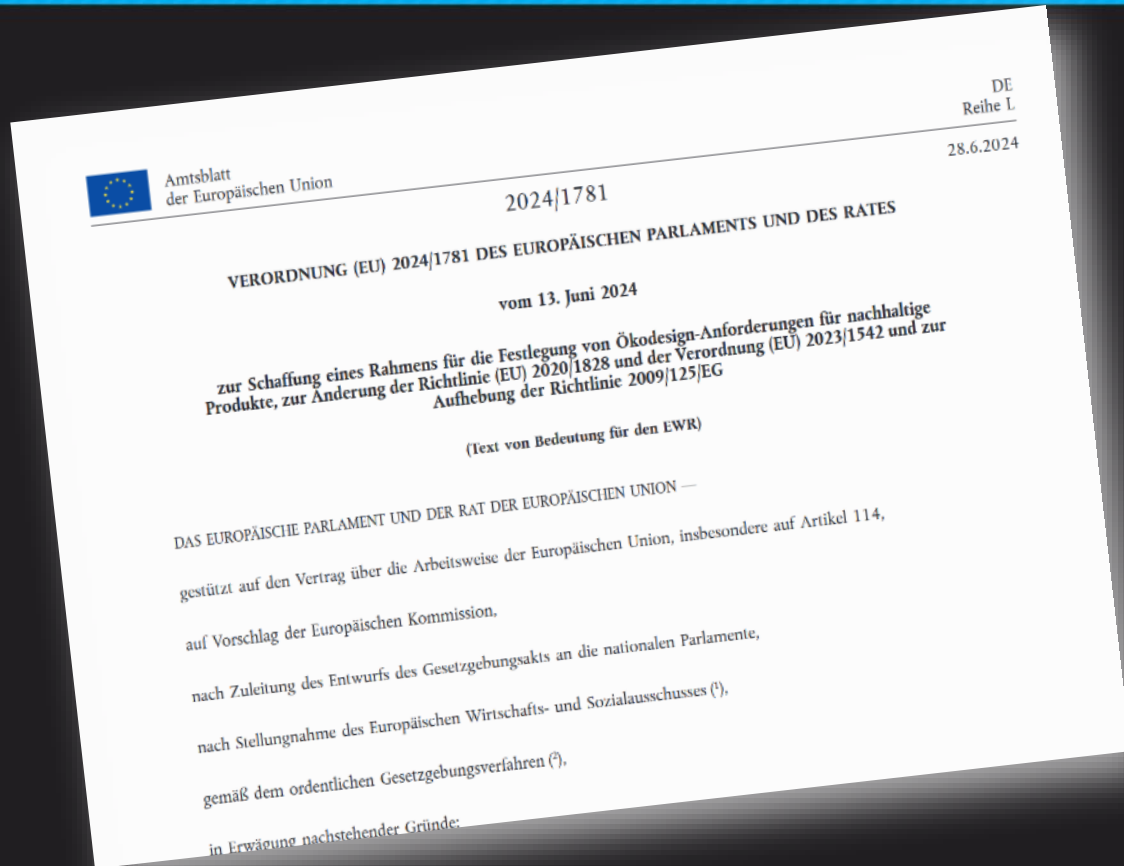 DE
Reihe L
Amtsblatt
der Europäischen Union
28.6.2024
2024/1781
VERORDNUNG (EU) 2024/1781 DES EUROPÄISCHEN PARLAMENTS UND DES RATES
vom 13. Juni 2024
zur Schaffung eines Rahmens für die Festlegung von Ökodesign-Anforderungen für nachhaltige
Produkte, zur Änderung der Richtlinie (EU) 2020/1828 und der Verordnung (EU) 2023/1542 und zur
Aufhebung der Richtlinie 2009/125/EG
(Text von Bedeutung für den EWR)
DAS EUROPÄISCHE PARLAMENT UND DER RAT DER EUROPÄISCHEN UNION —
gestützt auf den Vertrag über die Arbeitsweise der Europäischen Union, insbesondere auf Artikel 114,
auf Vorschlag der Europäischen Kommission,
nach Zuleitung des Entwurfs des Gesetzgebungsakts an die nationalen Parlamente,
nach Stellungnahme des Europäischen Wirtschafts- und Sozialausschusses (¹),
gemäß dem ordentlichen Gesetzgebungsverfahren (²),
in Erwägung nachstehender Gründe: